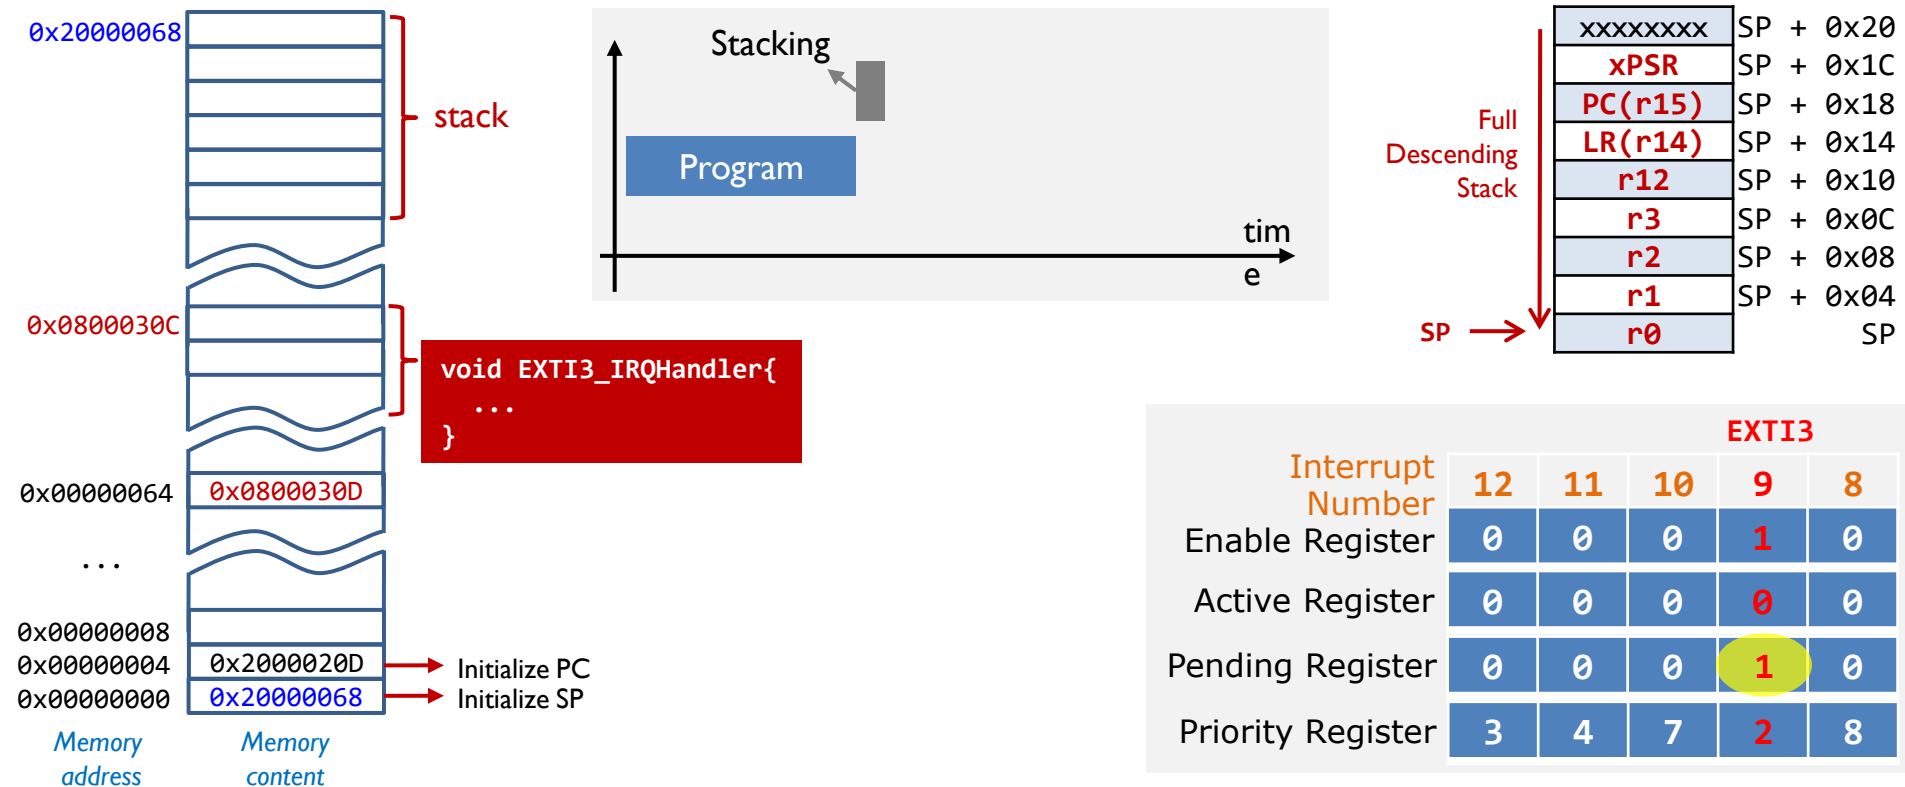 0x20000068
stack
0x0800030C
void EXTI3_IRQHandler{
...
}
0x00000064 0x0800030D
...
0x00000008
0x00000004 0x2000020D Initialize PC
0x00000000 0x20000068 Initialize SP
Memory address
Memory content
Stacking
Program
tim
e
xxxxxxxx SP + 0x20
xPSR SP + 0x1C
PC(r15) SP + 0x18
LR(r14) SP + 0x14
r12 SP + 0x10
r3 SP + 0x0C
r2 SP + 0x08
r1 SP + 0x04
SP r0 SP
Full
Descending
Stack
EXTI3
Interrupt
Number 12 11 10 9 8
Enable Register 0 0 0 1 0
Active Register 0 0 0 0 0
Pending Register 0 0 0 1 0
Priority Register 3 4 7 2 8